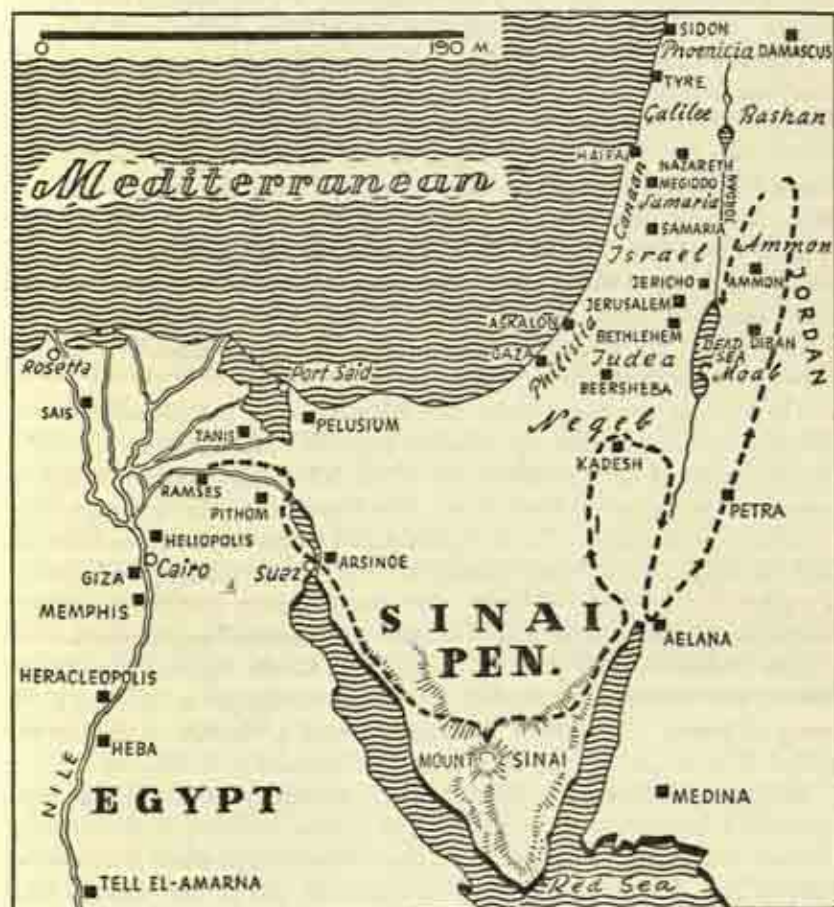 0 190 M.
SIDON
Phoenicia DAMASCUS
TYRE
Galilee Bashan
Mediterranean
HAIFA
NAZARETH
MEGIDDO
Canaan
Samaria
JORDAN
SAMARIA
Israel
Ammon
JERICHO
AMMON
JORDAN
JERUSALEM
ASKALON
BETHLEHEM
DEAD SEA
DIBAN
GAZA
Philistia
Judea
Moab
BEERSHEBA
Rosetta
Port Said
SAIS
TANIS
PELUSIUM
Negeb
KADESH
RAMSES
PITHOM
PETRA
HELIOPOLIS
Cairo
Suez
ARSINOE
GIZA
MEMPHIS
SINAI
PEN.
AELANA
HERACLEOPOLIS
HEBA
MOUNT SINAI
NILE
EGYPT
MEDINA
TELL EL-AMARNA
Red Sea